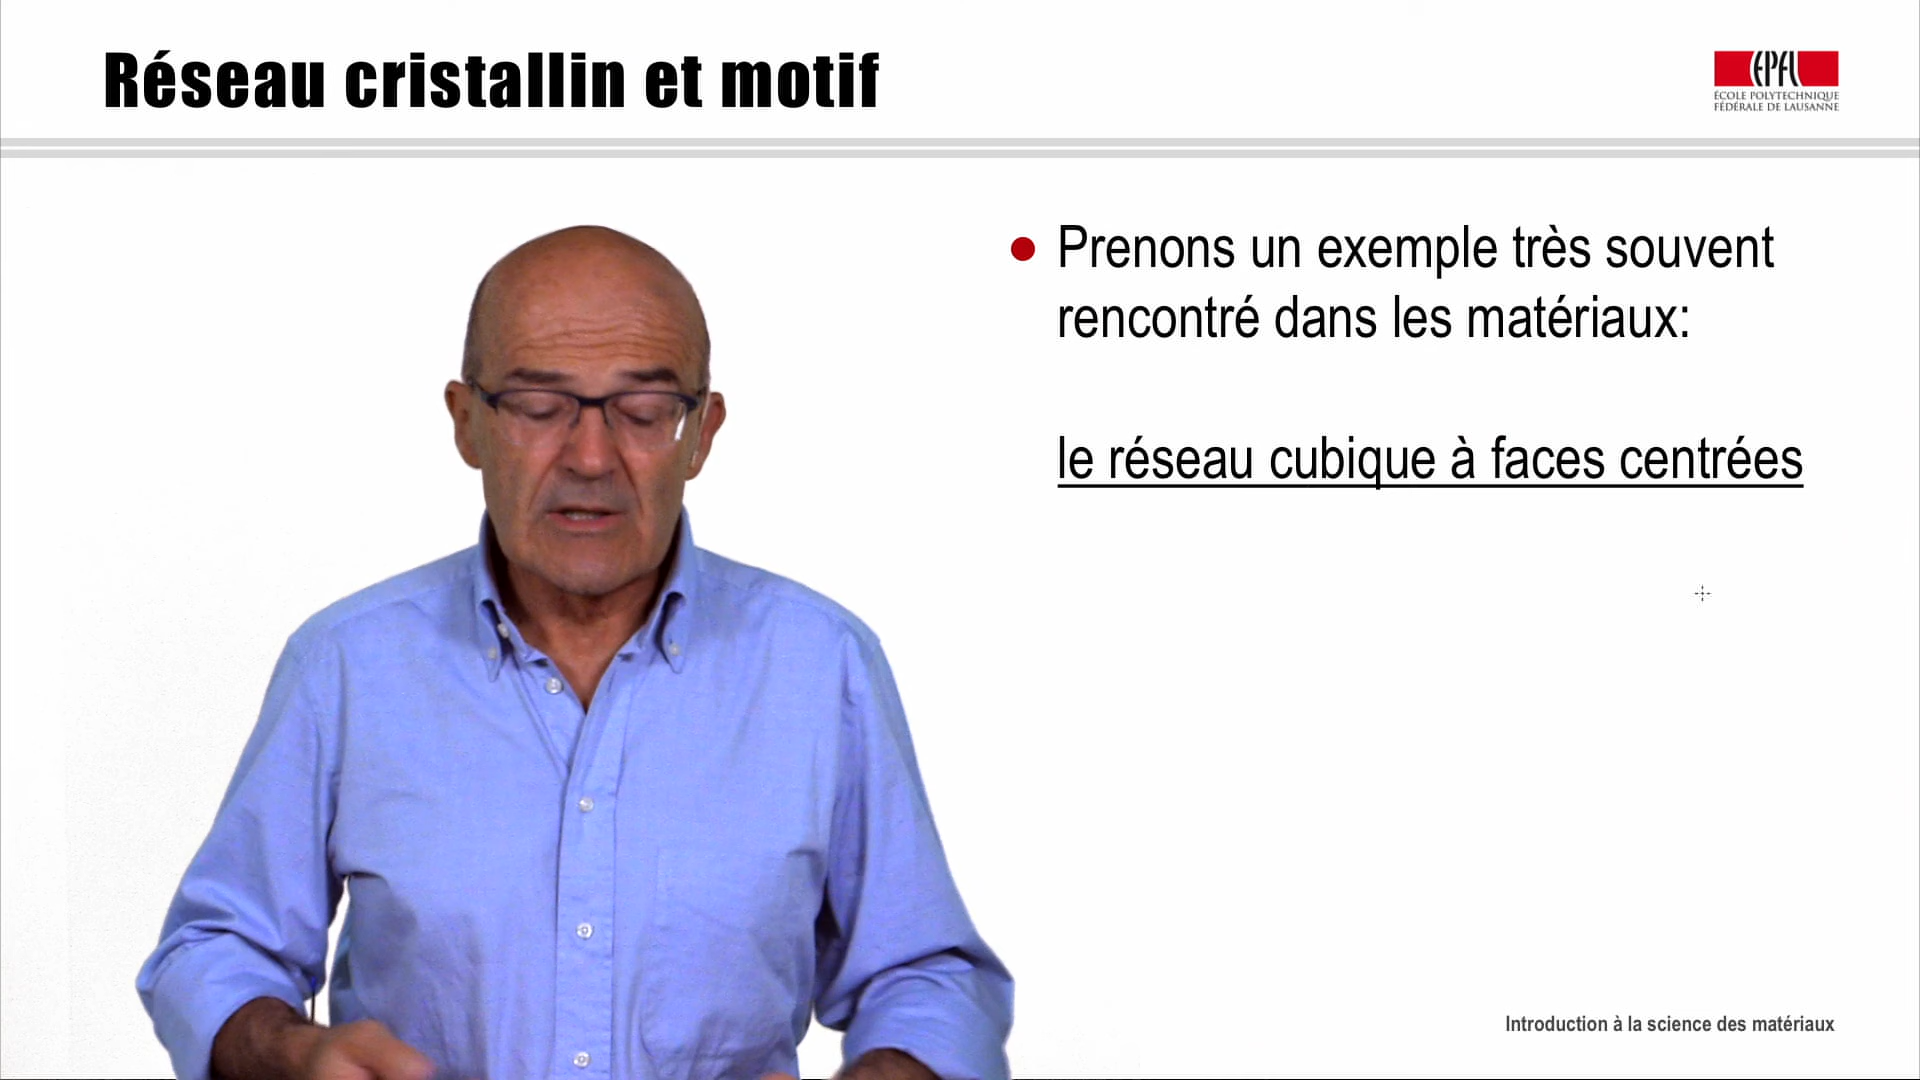 Réseau cristallin et motif
EPFL
ÉCOLE POLYTECHNIQUE
FÉDÉRALE DE LAUSANNE
● Prenons un exemple très souvent
rencontré dans les matériaux:
le réseau cubique à faces centrées
Introduction à la science des matériaux